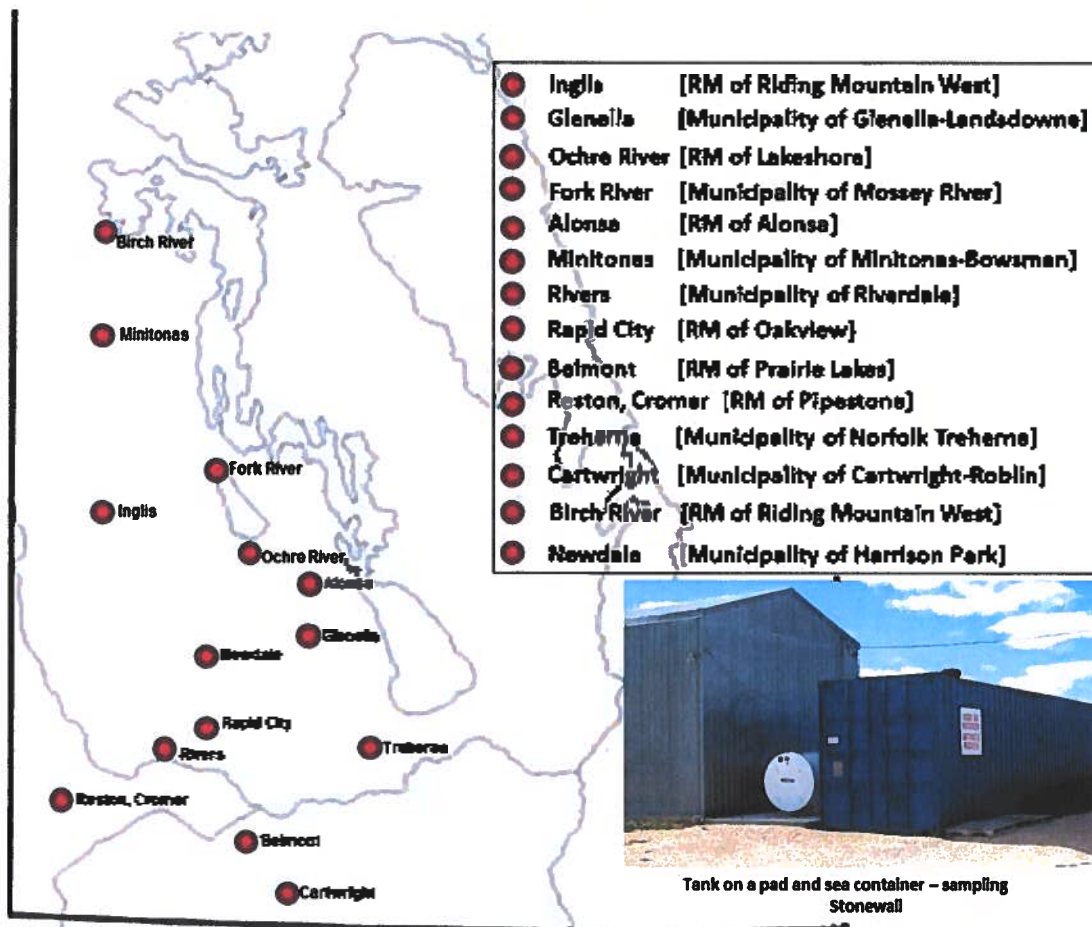 Inglis [RM of Riding Mountain West]
Glenella [Municipality of Glenella-Landsdowne]
Ochre River [RM of Lakeshore]
Fork River [Municipality of Mossey River]
Alonsa [RM of Alonsa]
Minitonas [Municipality of Minitonas-Bowsman]
Rivers [Municipality of Riverdale]
Rapid City [RM of Oakview]
Belmont [RM of Prairie Lakes]
Reston, Cromer [RM of Pipestone]
Treherne [Municipality of Norfolk Treherne]
Cartwright [Municipality of Cartwright-Roblin]
Birch River [RM of Riding Mountain West]
Newdale [Municipality of Harrison Park]
Birch River
Minitonas
Fork River
Inglis
Ochre River
Alonsa
Glenella
Newdale
Rapid City
Rivers
Treherne
Reston, Cromer
Belmont
Cartwright
Tank on a pad and sea container – sampling
Stonewall